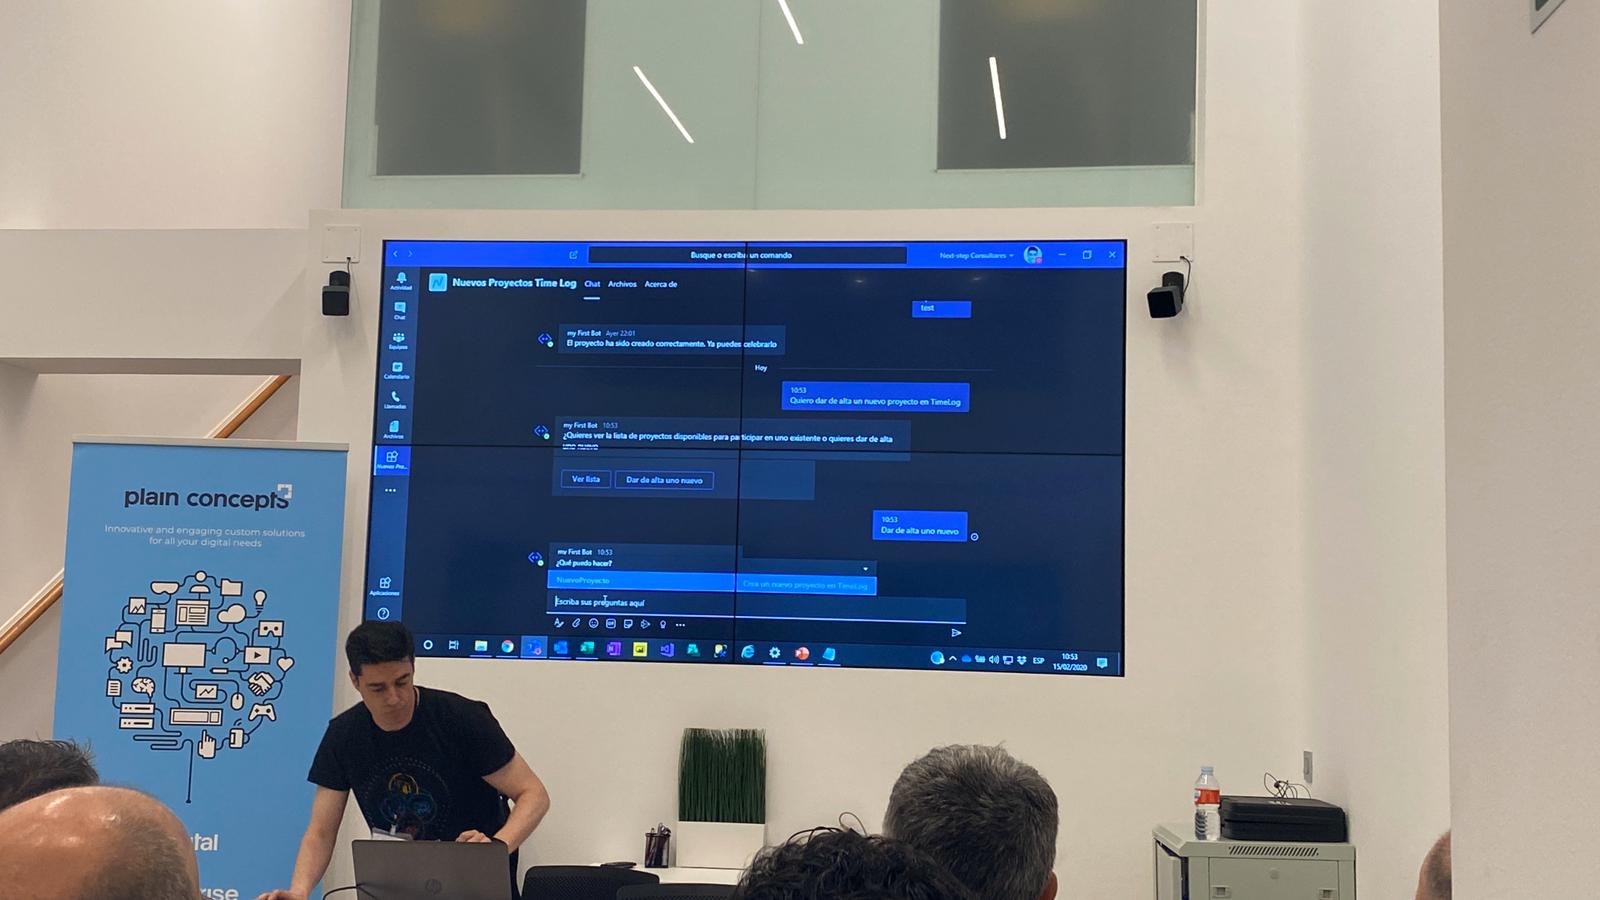 Busque o escriba un comando
Next-step Consultores
Actividad
Chat
Equipos
Calendario
Llamadas
Archivos
Nuevos Pro...
Aplicaciones
Nuevos Proyectos Time Log
Chat
Archivos
Acerca de
test
my First Bot Ayer 22:01
El proyecto ha sido creado correctamente. Ya puedes celebrarlo
Hoy
10:53
Quiero dar de alta un nuevo proyecto en TimeLog
my First Bot 10:53
¿Quieres ver la lista de proyectos disponibles para participar en uno existente o quieres dar de alta
uno nuevo
Ver lista
Dar de alta uno nuevo
10:53
Dar de alta uno nuevo
my First Bot 10:53
¿Qué puedo hacer?
NuevoProyecto
Crea un nuevo proyecto en TimeLog
Escriba sus preguntas aquí
ESP
10:53
15/02/2020
plain concepts
Innovative and engaging custom solutions
for all your digital needs
tal
rise
hp